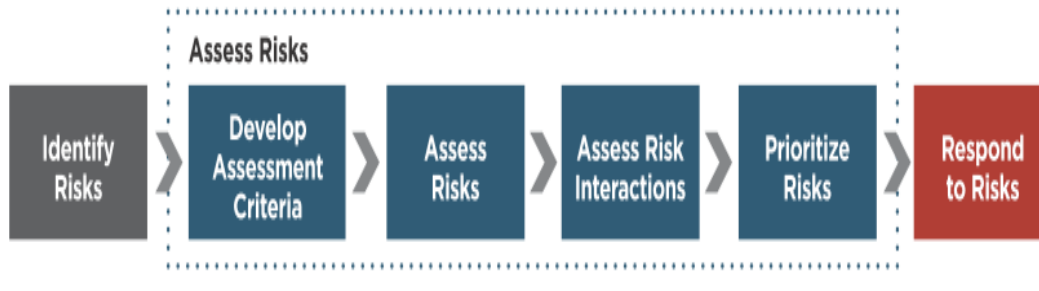 Assess Risks
Identify
Risks
Develop
Assessment
Criteria
Assess
Risks
Assess Risk
Interactions
Prioritize
Risks
Respond
to Risks